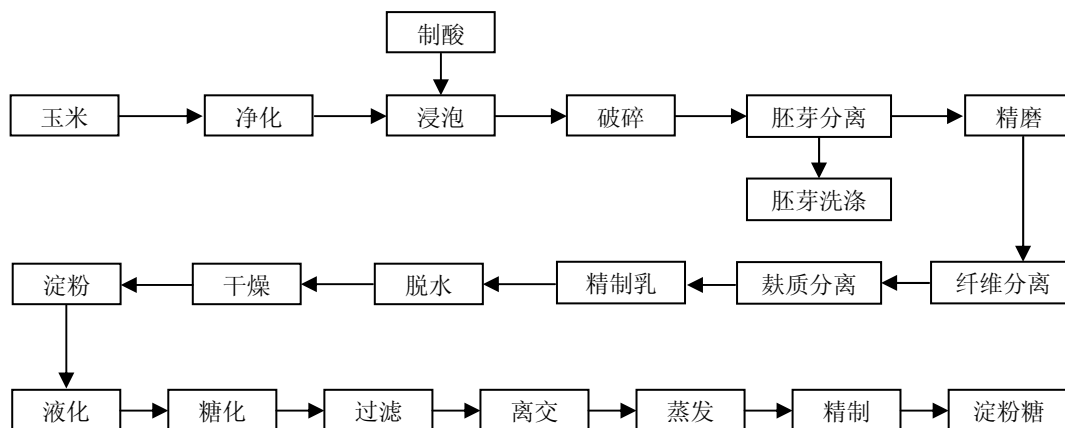 制酸
玉米 净化 浸泡 破碎 胚芽分离 精磨
胚芽洗涤
淀粉 干燥 脱水 精制乳 麸质分离 纤维分离
液化 糖化 过滤 离交 蒸发 精制 淀粉糖